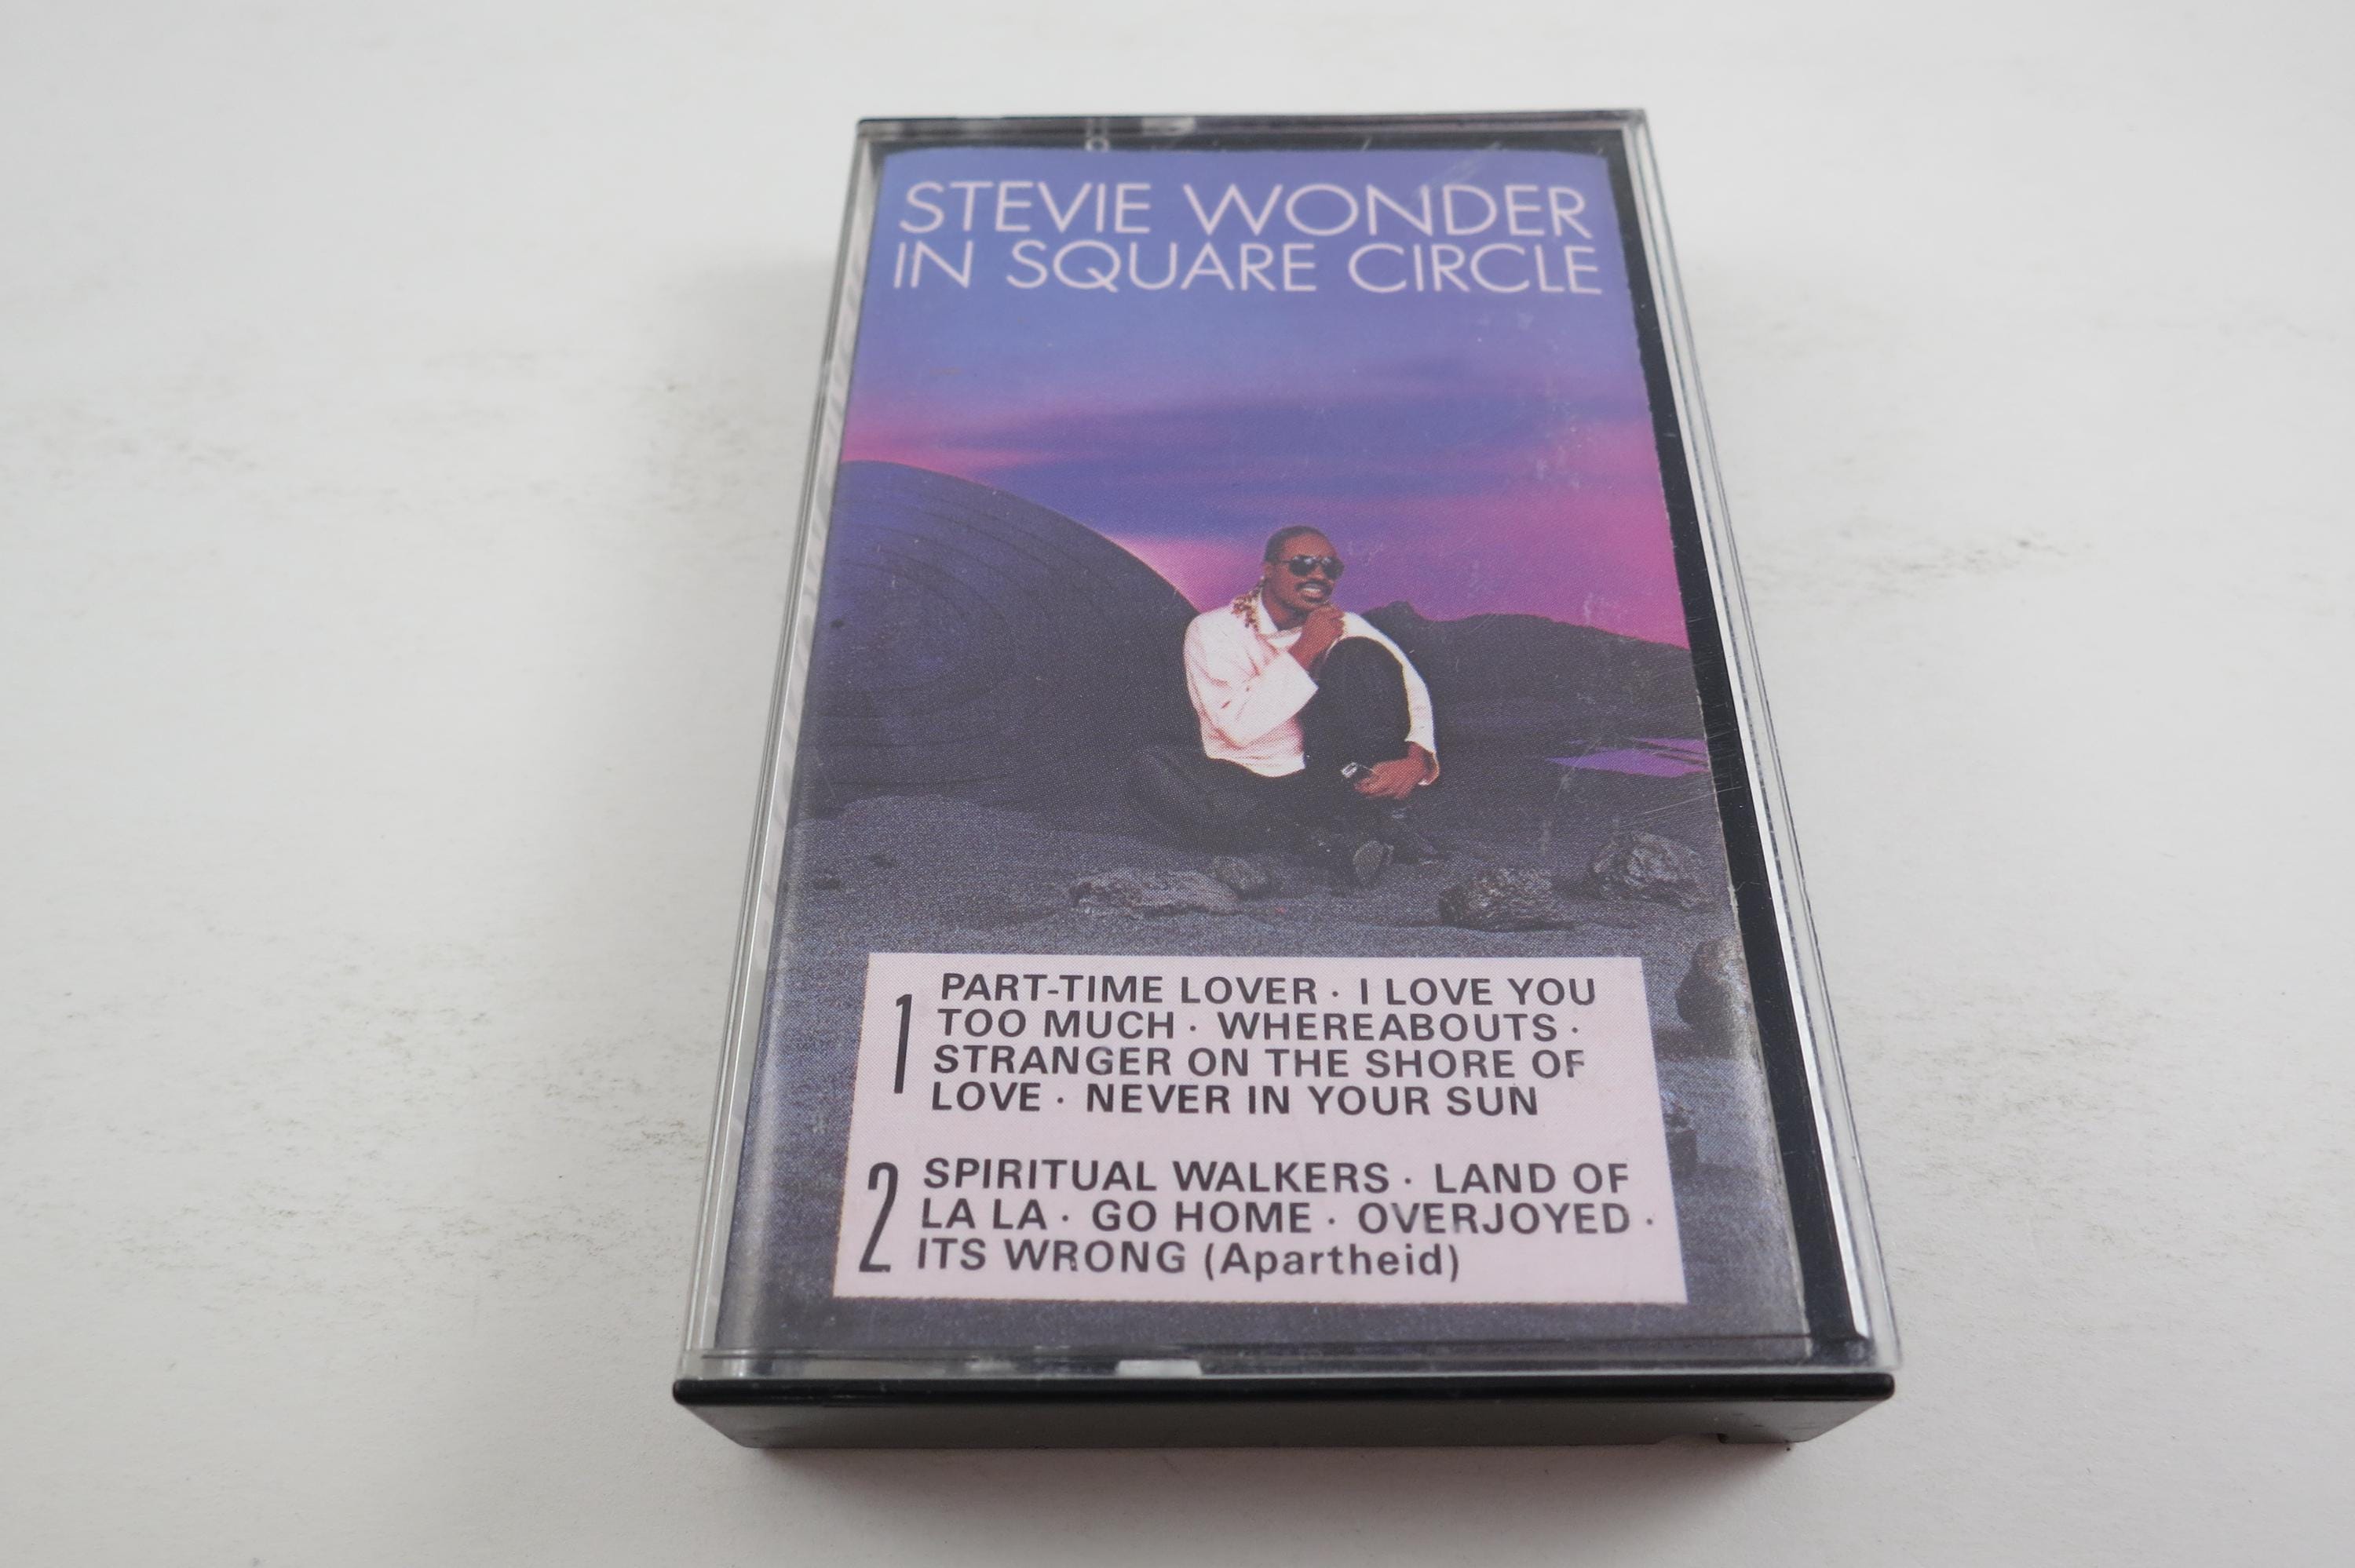 STEVIE WONDER
IN SQUARE CIRCLE
1
PART-TIME LOVER · I LOVE YOU
TOO MUCH · WHEREABOUTS ·
STRANGER ON THE SHORE OF
LOVE · NEVER IN YOUR SUN
2
SPIRITUAL WALKERS · LAND OF
LA LA · GO HOME · OVERJOYED ·
ITS WRONG (Apartheid)